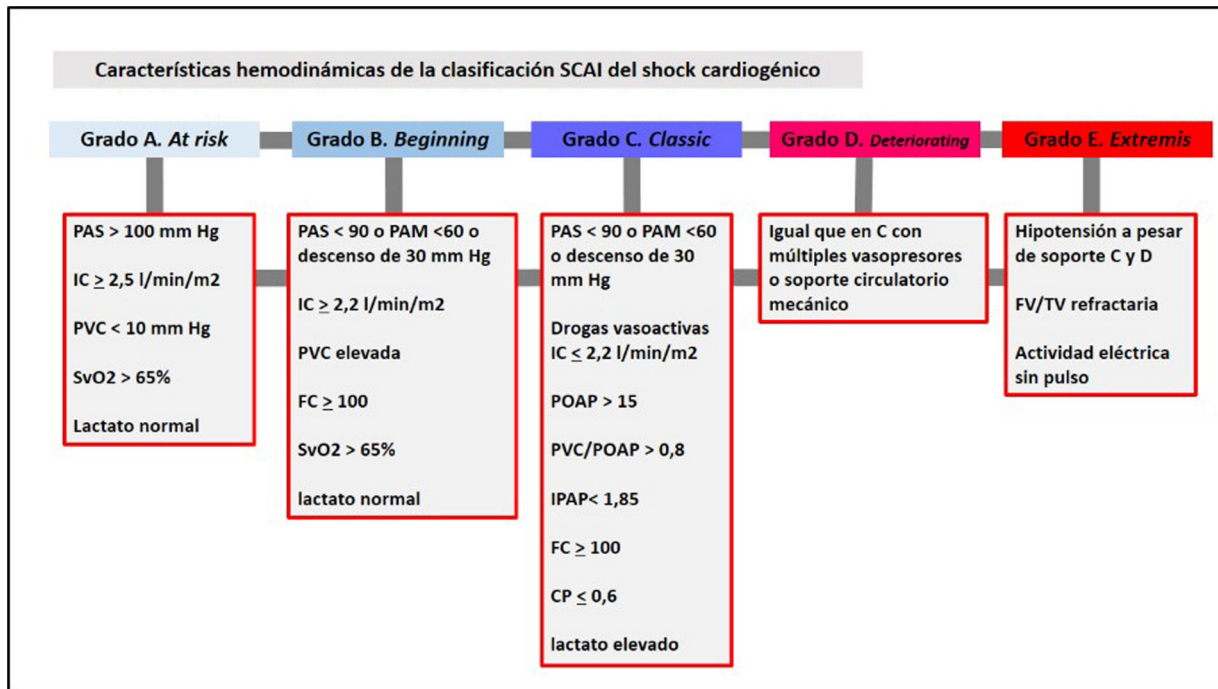 Características hemodinámicas de la clasificación SCAI del shock cardiogénico
Grado A. At risk
PAS > 100 mm Hg
IC ≥ 2,5 l/min/m2
PVC < 10 mm Hg
SvO2 > 65%
Lactato normal
Grado B. Beginning
PAS < 90 o PAM <60 o
descenso de 30 mm Hg
IC ≥ 2,2 l/min/m2
PVC elevada
FC ≥ 100
SvO2 > 65%
lactato normal
Grado C. Classic
PAS < 90 o PAM <60
o descenso de 30
mm Hg
Drogas vasoactivas
IC ≤ 2,2 l/min/m2
POAP > 15
PVC/POAP > 0,8
IPAP< 1,85
FC ≥ 100
CP ≤ 0,6
lactato elevado
Grado D. Deteriorating
Igual que en C con
múltiples vasopresores
o soporte circulatorio
mecánico
Grado E. Extremis
Hipotensión a pesar
de soporte C y D
FV/TV refractaria
Actividad eléctrica
sin pulso